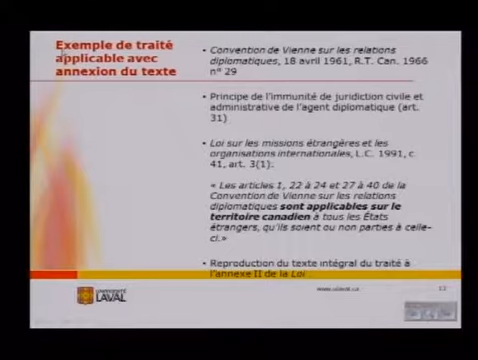 Exemple de traité
applicable avec
annexion du texte
• Convention de Vienne sur les relations
diplomatiques, 18 avril 1961, R.T. Can. 1966
n° 29
• Principe de l'immunité de juridiction civile et
administrative de l'agent diplomatique (art.
31)
• Loi sur les missions étrangères et les
organisations internationales, L.C. 1991, c
41, art. 3(1):
« Les articles 1, 22 à 24 et 27 à 40 de la
Convention de Vienne sur les relations
diplomatiques sont applicables sur le
territoire canadien à tous les États
étrangers, qu'ils soient ou non parties à celle-
ci.»
• Reproduction du texte intégral du traité à
l'annexe II de la Loi
UNIVERSITÉ
LAVAL
www.ulaval.ca